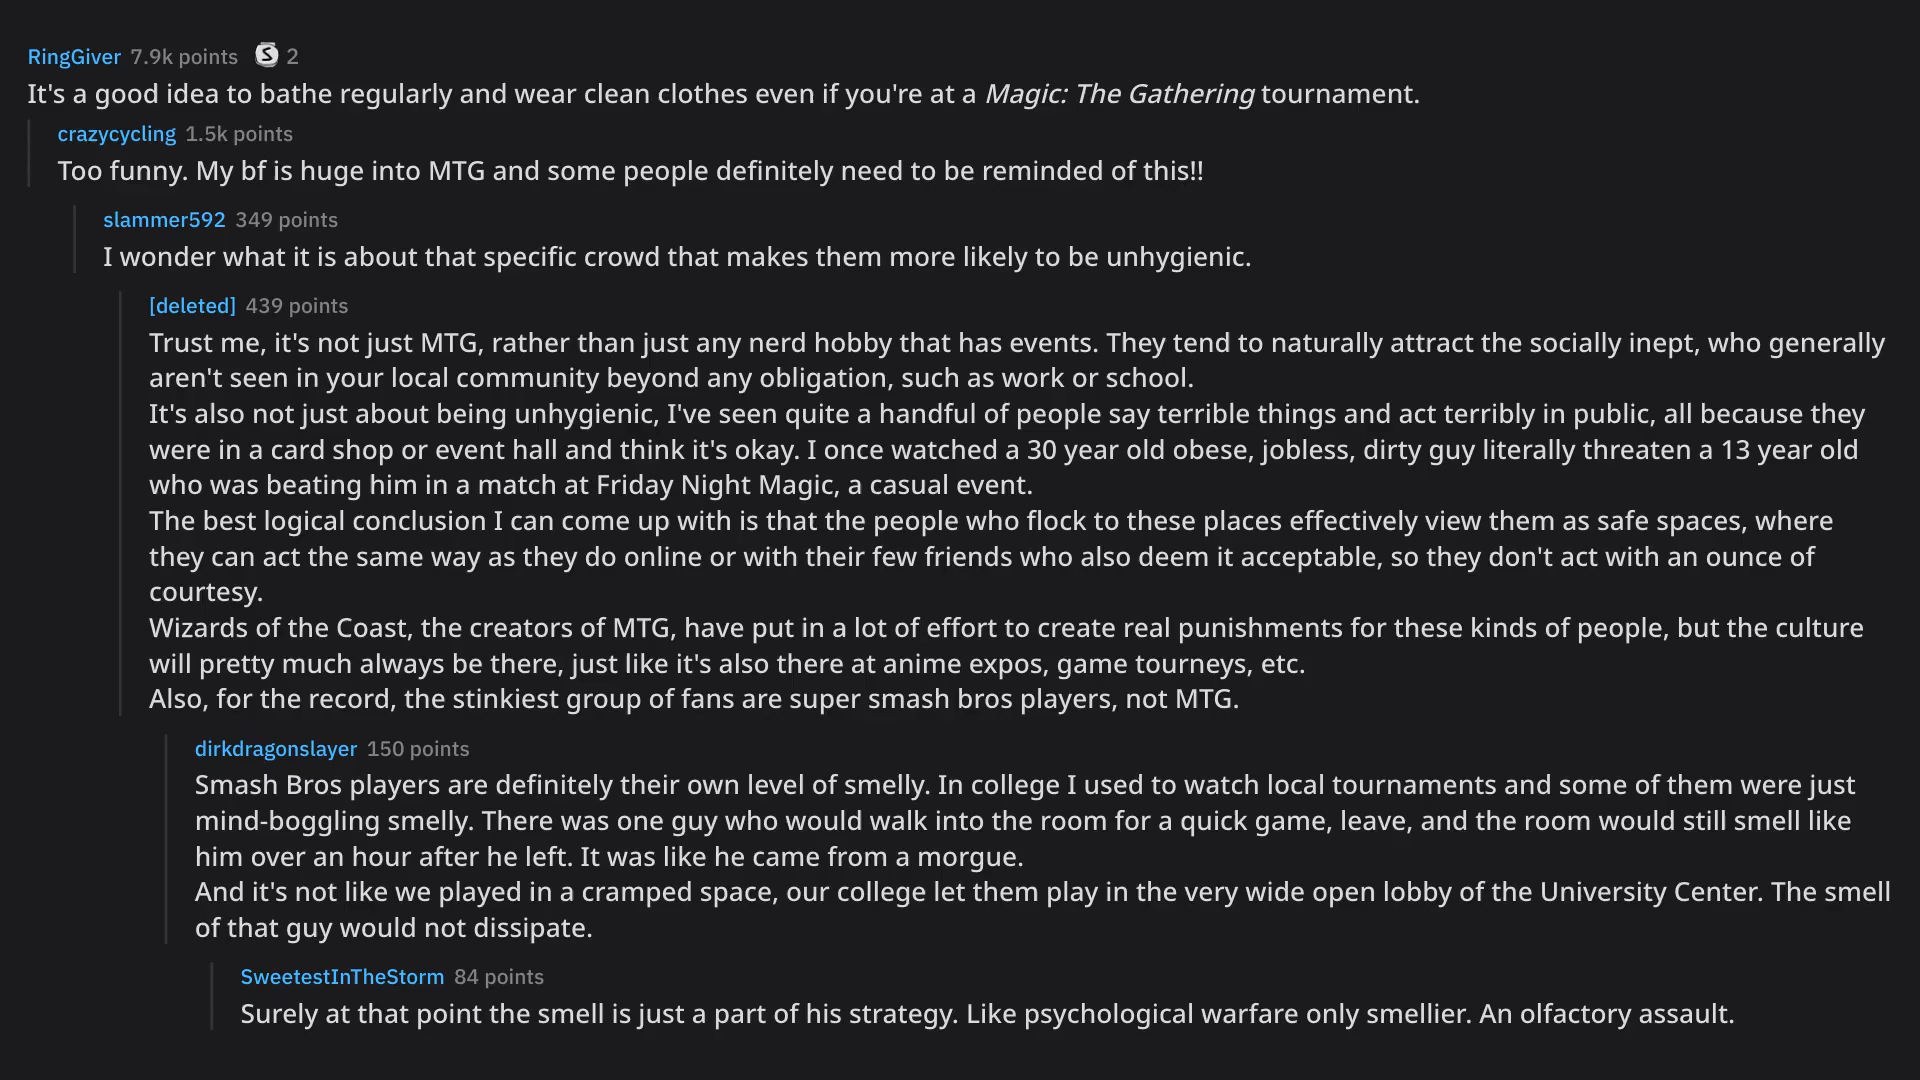 RingGiver 7.9k points S 2
It's a good idea to bathe regularly and wear clean clothes even if you're at a Magic: The Gathering tournament.
crazycycling 1.5k points
Too funny. My bf is huge into MTG and some people definitely need to be reminded of this!!
slammer592 349 points
I wonder what it is about that specific crowd that makes them more likely to be unhygienic.
[deleted] 439 points
Trust me, it's not just MTG, rather than just any nerd hobby that has events. They tend to naturally attract the socially inept, who generally
aren't seen in your local community beyond any obligation, such as work or school.
It's also not just about being unhygienic, I've seen quite a handful of people say terrible things and act terribly in public, all because they
were in a card shop or event hall and think it's okay. I once watched a 30 year old obese, jobless, dirty guy literally threaten a 13 year old
who was beating him in a match at Friday Night Magic, a casual event.
The best logical conclusion I can come up with is that the people who flock to these places effectively view them as safe spaces, where
they can act the same way as they do online or with their few friends who also deem it acceptable, so they don't act with an ounce of
courtesy.
Wizards of the Coast, the creators of MTG, have put in a lot of effort to create real punishments for these kinds of people, but the culture
will pretty much always be there, just like it's also there at anime expos, game tourneys, etc.
Also, for the record, the stinkiest group of fans are super smash bros players, not MTG.
dirkdragonslayer 150 points
Smash Bros players are definitely their own level of smelly. In college I used to watch local tournaments and some of them were just
mind-boggling smelly. There was one guy who would walk into the room for a quick game, leave, and the room would still smell like
him over an hour after he left. It was like he came from a morgue.
And it's not like we played in a cramped space, our college let them play in the very wide open lobby of the University Center. The smell
of that guy would not dissipate.
SweetestInTheStorm 84 points
Surely at that point the smell is just a part of his strategy. Like psychological warfare only smellier. An olfactory assault.